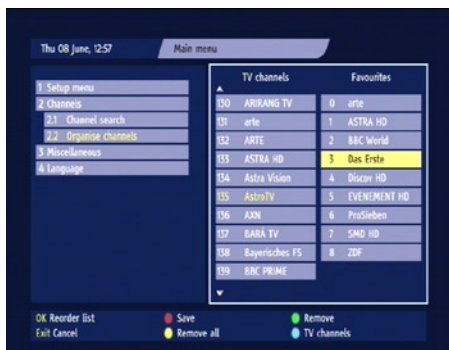 Thu 08 June, 12:57
Main menu
1 Setup menu
2 Channels
2.1 Channel search
2.2 Organise channels
3 Miscellaneous
4 Language
TV channels
130 ARIRANG TV
131 arte
132 ARTE
133 ASTRA HD
134 Astra Vision
135 AstroTV
136 AXN
137 BARÁ TV
138 Bayerisches FS
139 BBC PRIME
Favourites
0 arte
1 ASTRA HD
2 BBC World
3 Das Erste
4 Discov HD
5 EVENEMENT HD
6 ProSieben
7 SMD HD
8 ZDF
OK Reorder list
Exit Cancel
Save
Remove all
Remove
TV channels